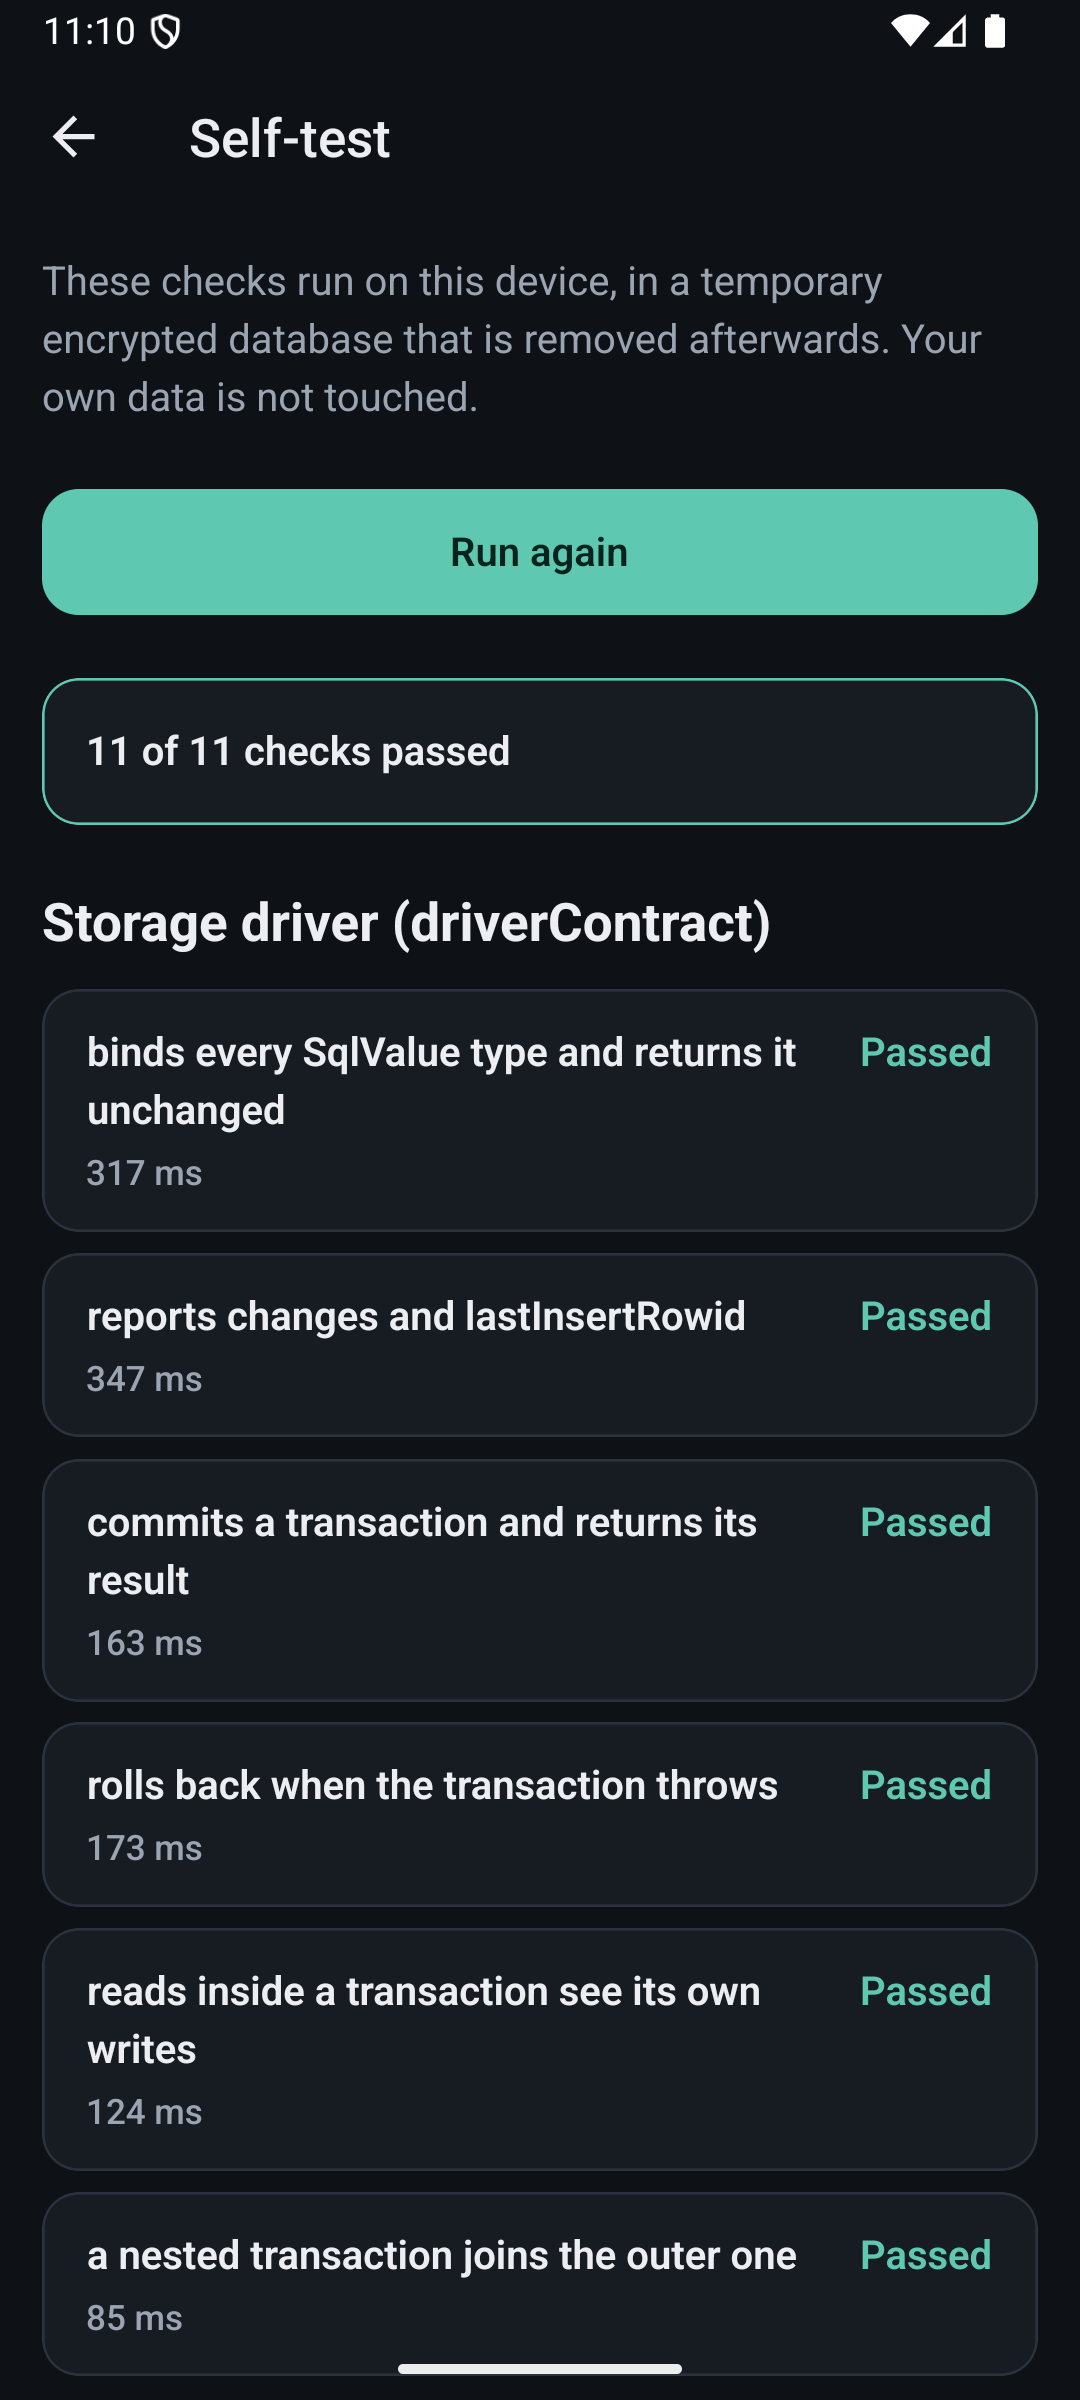 11:10
Self-test
These checks run on this device, in a temporary
encrypted database that is removed afterwards. Your
own data is not touched.
Run again
11 of 11 checks passed
Storage driver (driverContract)
binds every SqlValue type and returns it
unchanged
Passed
317 ms
reports changes and lastInsertRowid
Passed
347 ms
commits a transaction and returns its
result
Passed
163 ms
rolls back when the transaction throws
Passed
173 ms
reads inside a transaction see its own
writes
Passed
124 ms
a nested transaction joins the outer one
Passed
85 ms